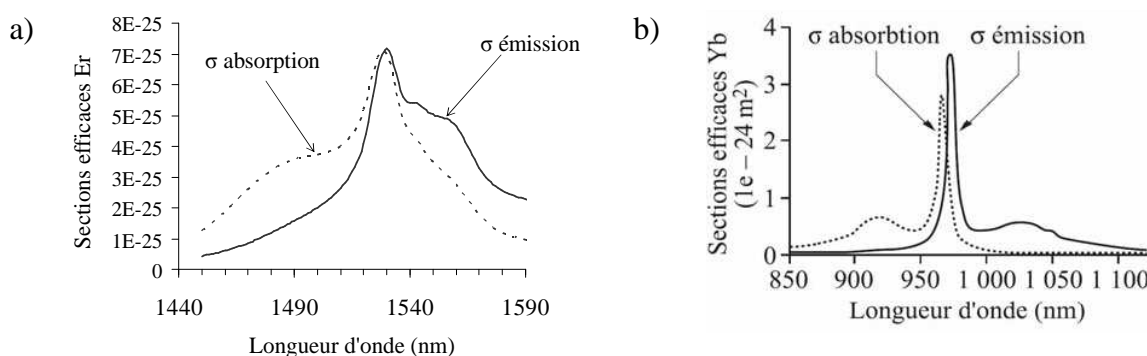 a)
Sections efficaces Er
8E-25
7E-25
6E-25
5E-25
4E-25
3E-25
2E-25
1E-25
0
σ absorption
σ émission
1440 1490 1540 1590
Longueur d'onde (nm)
b)
Sections efficaces Yb
(1e – 24 m²)
4
3
2
1
0
σ absorbtion σ émission
850 900 950 1 000 1 050 1 100
Longueur d'onde (nm)